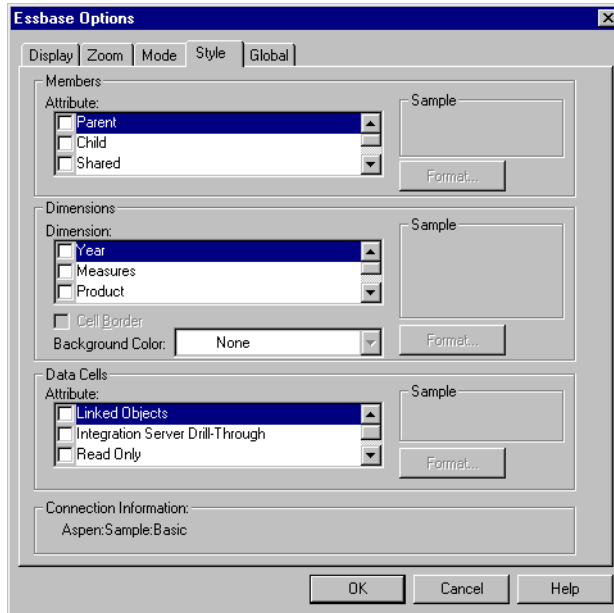 Essbase Options
Display Zoom Mode Style Global
Members
Attribute:
Parent
Child
Shared
Sample
Format...
Dimensions
Dimension:
Year
Measures
Product
Cell Border
Background Color: None
Sample
Format...
Data Cells
Attribute:
Linked Objects
Integration Server Drill-Through
Read Only
Sample
Format...
Connection Information:
Aspen:Sample:Basic
OK Cancel Help